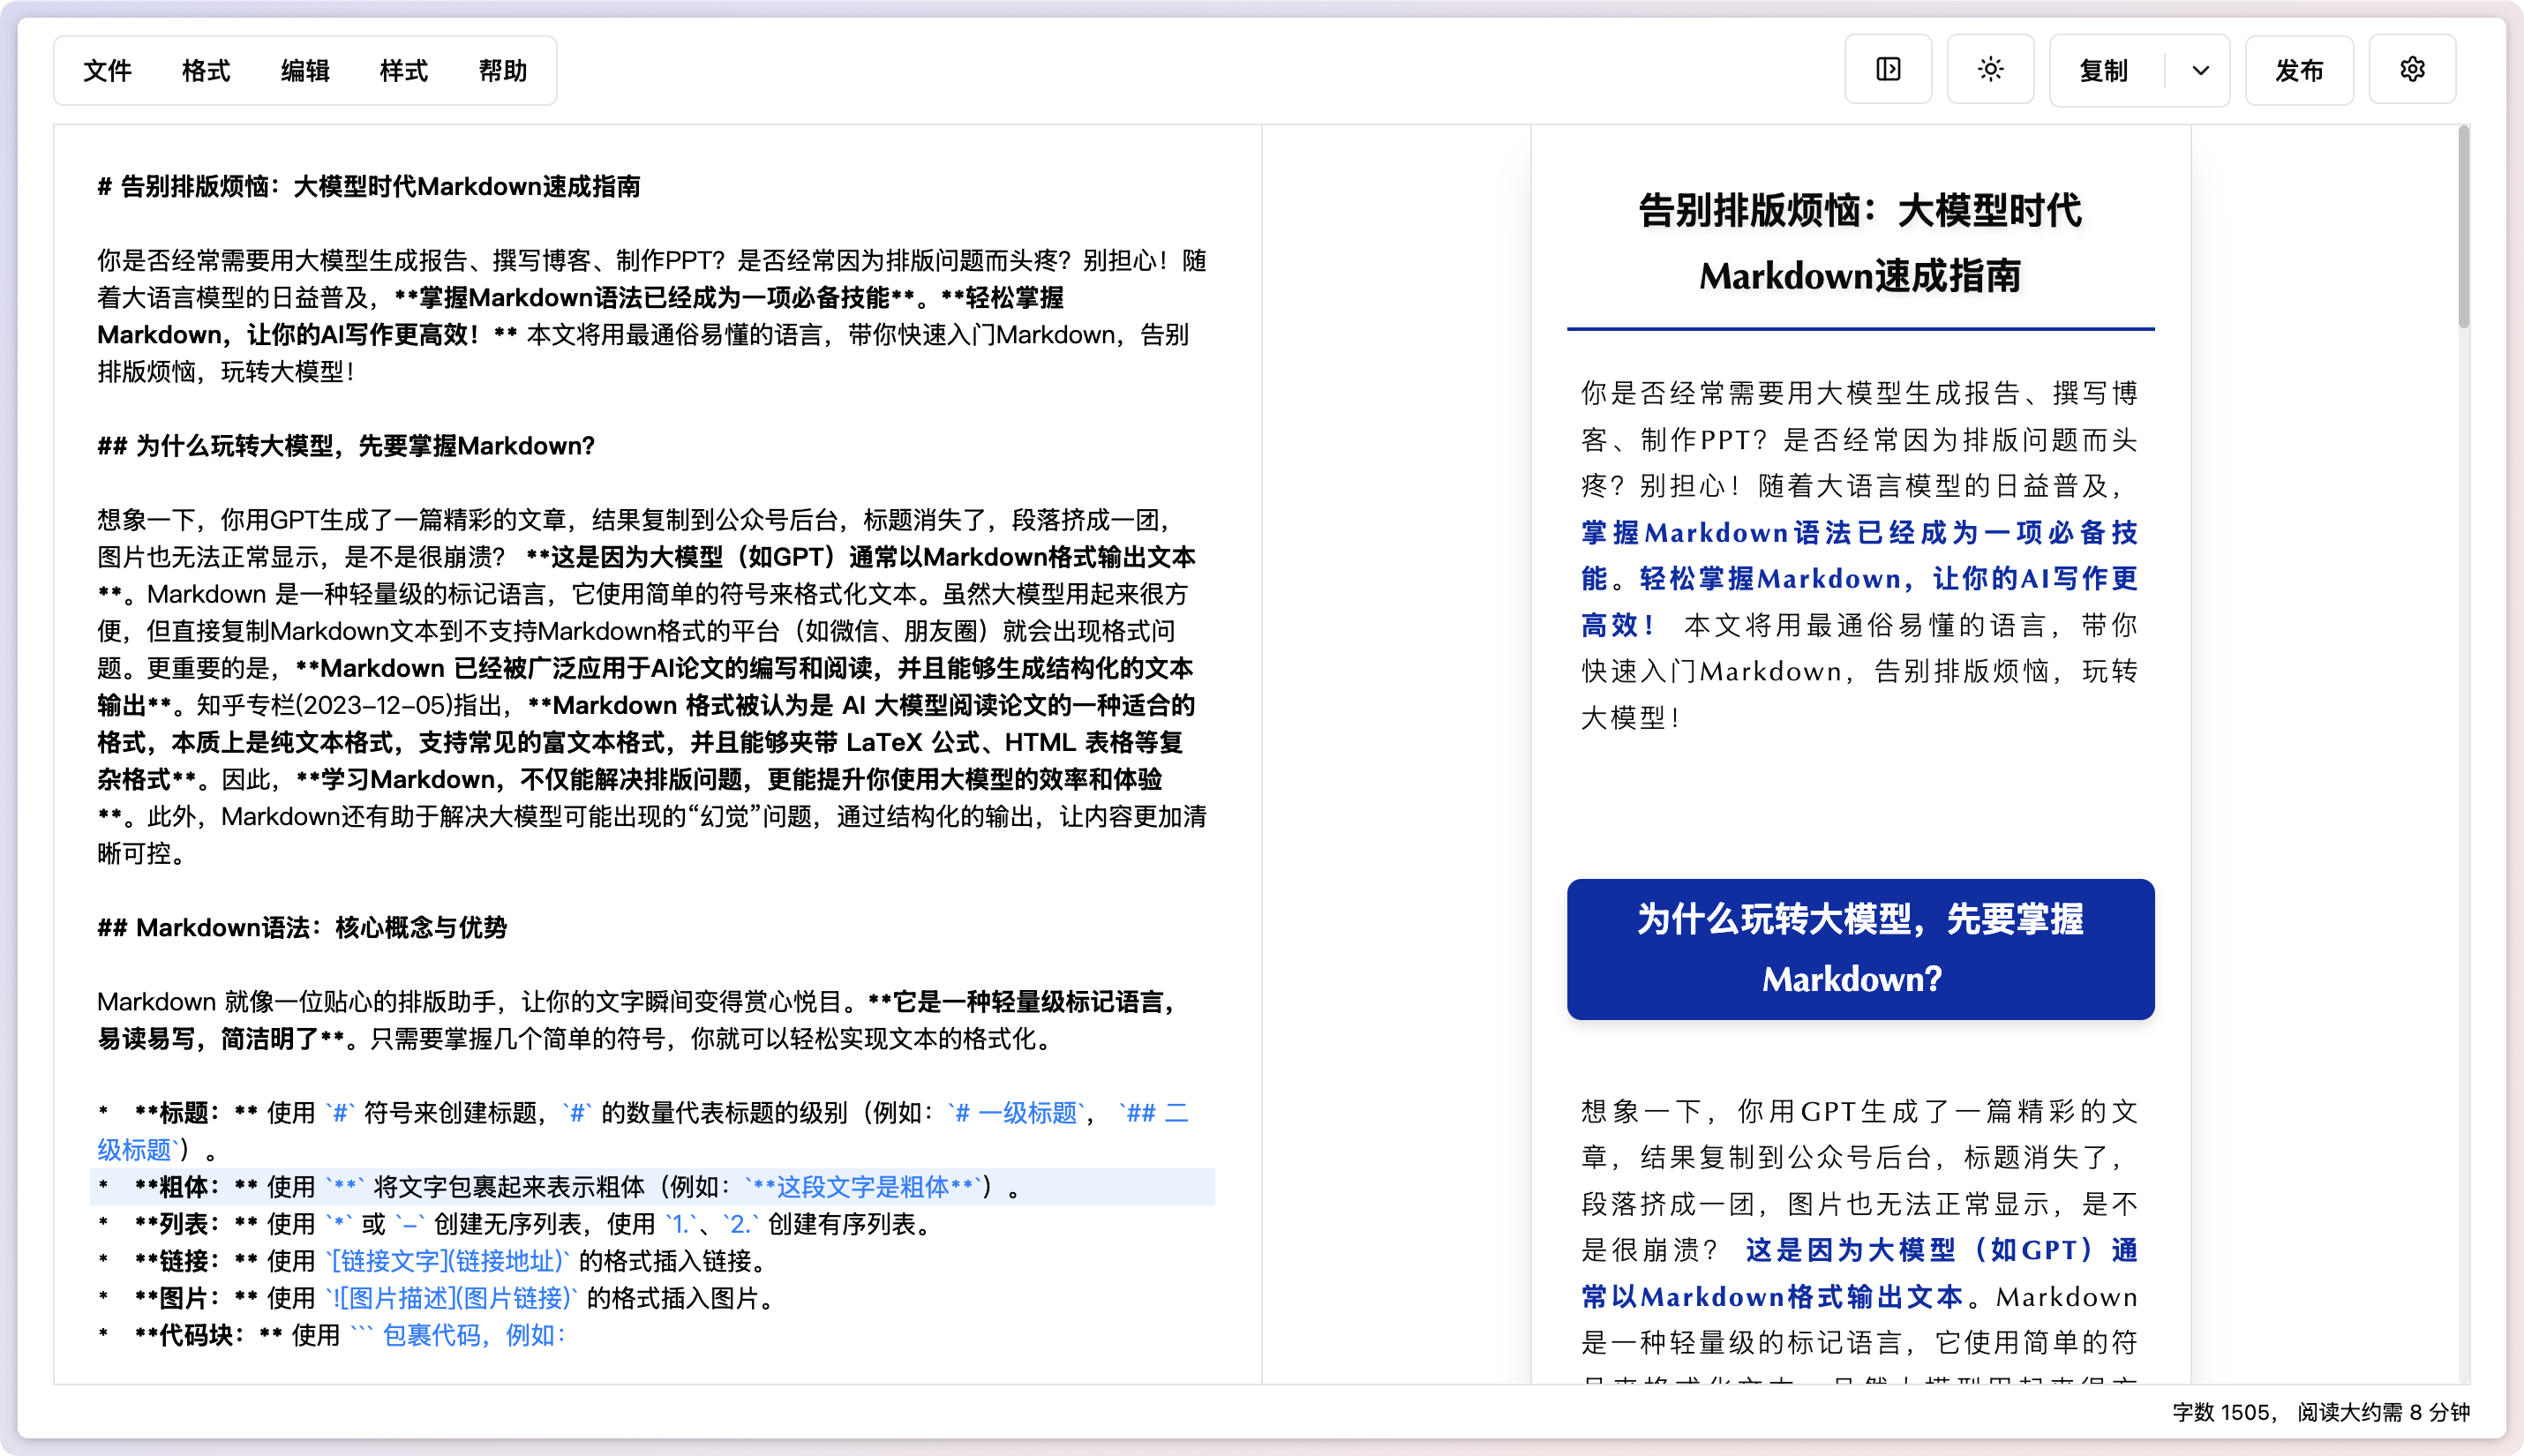 文件 格式 编辑 样式 帮助
复制 发布
# 告别排版烦恼：大模型时代Markdown速成指南
你是否经常需要用大模型生成报告、撰写博客、制作PPT？是否经常因为排版问题而头疼？别担心！随
着大语言模型的日益普及，**掌握Markdown语法已经成为一项必备技能**。**轻松掌握
Markdown，让你的AI写作更高效！** 本文将用最通俗易懂的语言，带你快速入门Markdown，告别
排版烦恼，玩转大模型！
## 为什么玩转大模型，先要掌握Markdown？
想象一下，你用GPT生成了一篇精彩的文章，结果复制到公众号后台，标题消失了，段落挤成一团，
图片也无法正常显示，是不是很崩溃？ **这是因为大模型（如GPT）通常以Markdown格式输出文本
**。Markdown 是一种轻量级的标记语言，它使用简单的符号来格式化文本。虽然大模型用起来很方
便，但直接复制Markdown文本到不支持Markdown格式的平台（如微信、朋友圈）就会出现格式问
题。更重要的是，**Markdown 已经被广泛应用于AI论文的编写和阅读，并且能够生成结构化的文本
输出**。知乎专栏(2023-12-05)指出，**Markdown 格式被认为是 AI 大模型阅读论文的一种适合的
格式，本质上是纯文本格式，支持常见的富文本格式，并且能够夹带 LaTeX 公式、HTML 表格等复
杂格式**。因此，**学习Markdown，不仅能解决排版问题，更能提升你使用大模型的效率和体验
**。此外，Markdown还有助于解决大模型可能出现的“幻觉”问题，通过结构化的输出，让内容更加清
晰可控。
## Markdown语法：核心概念与优势
Markdown 就像一位贴心的排版助手，让你的文字瞬间变得赏心悦目。**它是一种轻量级标记语言，
易读易写，简洁明了**。只需要掌握几个简单的符号，你就可以轻松实现文本的格式化。
* **标题：** 使用 `#` 符号来创建标题，`#` 的数量代表标题的级别（例如：`# 一级标题`， `## 二
级标题`）。
* **粗体：** 使用 `**` 将文字包裹起来表示粗体（例如：`**这段文字是粗体**`）。
* **列表：** 使用 `*` 或 `-` 创建无序列表，使用 `1.`、`2.` 创建有序列表。
* **链接：** 使用 `[链接文字](链接地址)` 的格式插入链接。
* **图片：** 使用 `![图片描述](图片链接)` 的格式插入图片。
* **代码块：** 使用 ``` 包裹代码，例如：
告别排版烦恼：大模型时代
Markdown速成指南
你是否经常需要用大模型生成报告、撰写博
客、制作PPT？是否经常因为排版问题而头
疼？别担心！随着大语言模型的日益普及，
掌握Markdown语法已经成为一项必备技
能。轻松掌握Markdown，让你的AI写作更
高效！ 本文将用最通俗易懂的语言，带你
快速入门Markdown，告别排版烦恼，玩转
大模型！
为什么玩转大模型，先要掌握
Markdown？
想象一下，你用GPT生成了一篇精彩的文
章，结果复制到公众号后台，标题消失了，
段落挤成一团，图片也无法正常显示，是不
是很崩溃？ 这是因为大模型（如GPT）通
常以Markdown格式输出文本。Markdown
是一种轻量级的标记语言，它使用简单的符
字数 1505， 阅读大约需 8 分钟